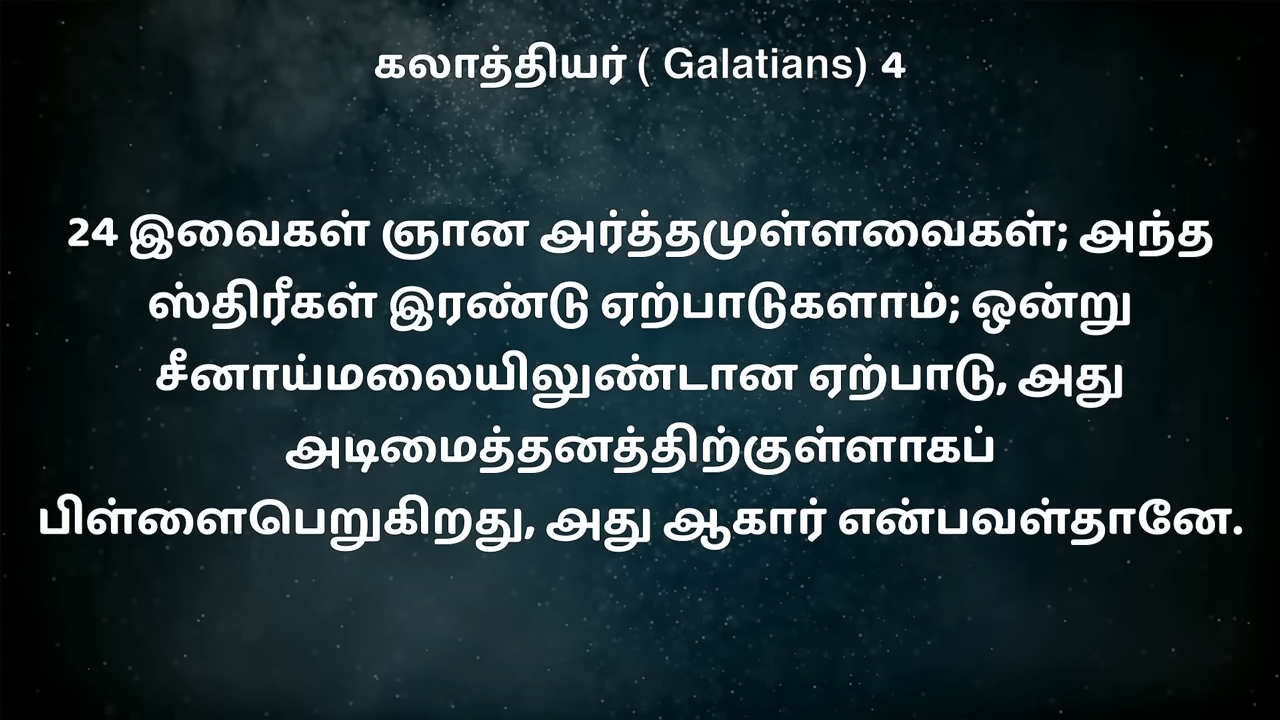 கலாத்தியர் ( Galatians) 4
24 இவைகள் ஞான அர்த்தமுள்ளவைகள்; அந்த
ஸ்திரீகள் இரண்டு ஏற்பாடுகளாம்; ஒன்று
சீனாய்மலையிலுண்டான ஏற்பாடு, அது
அடிமைத்தனத்திற்குள்ளாகப்
பிள்ளைபெறுகிறது, அது ஆகார் என்பவள்தானே.